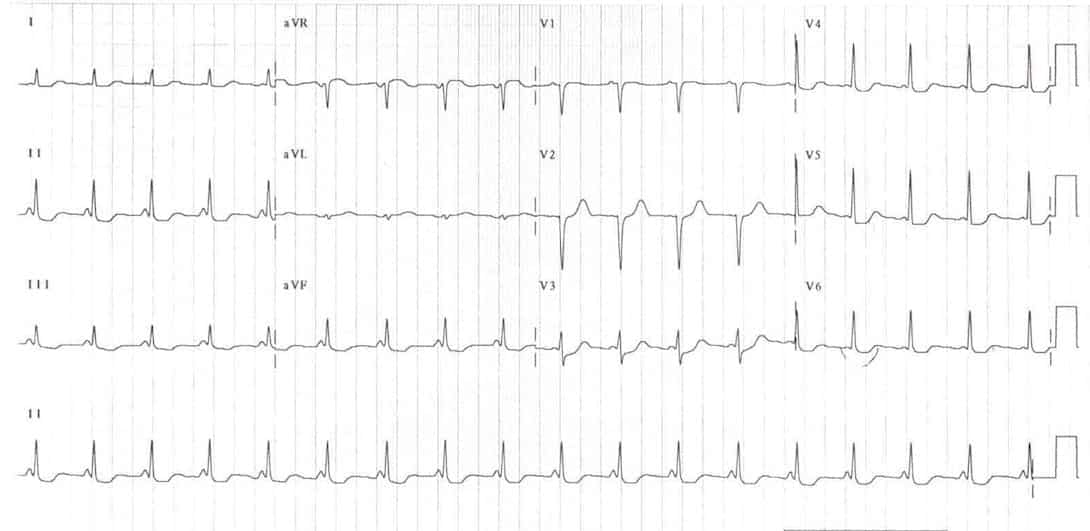 I aVR V1 V4
II aVL V2 V5
III aVF V3 V6
II